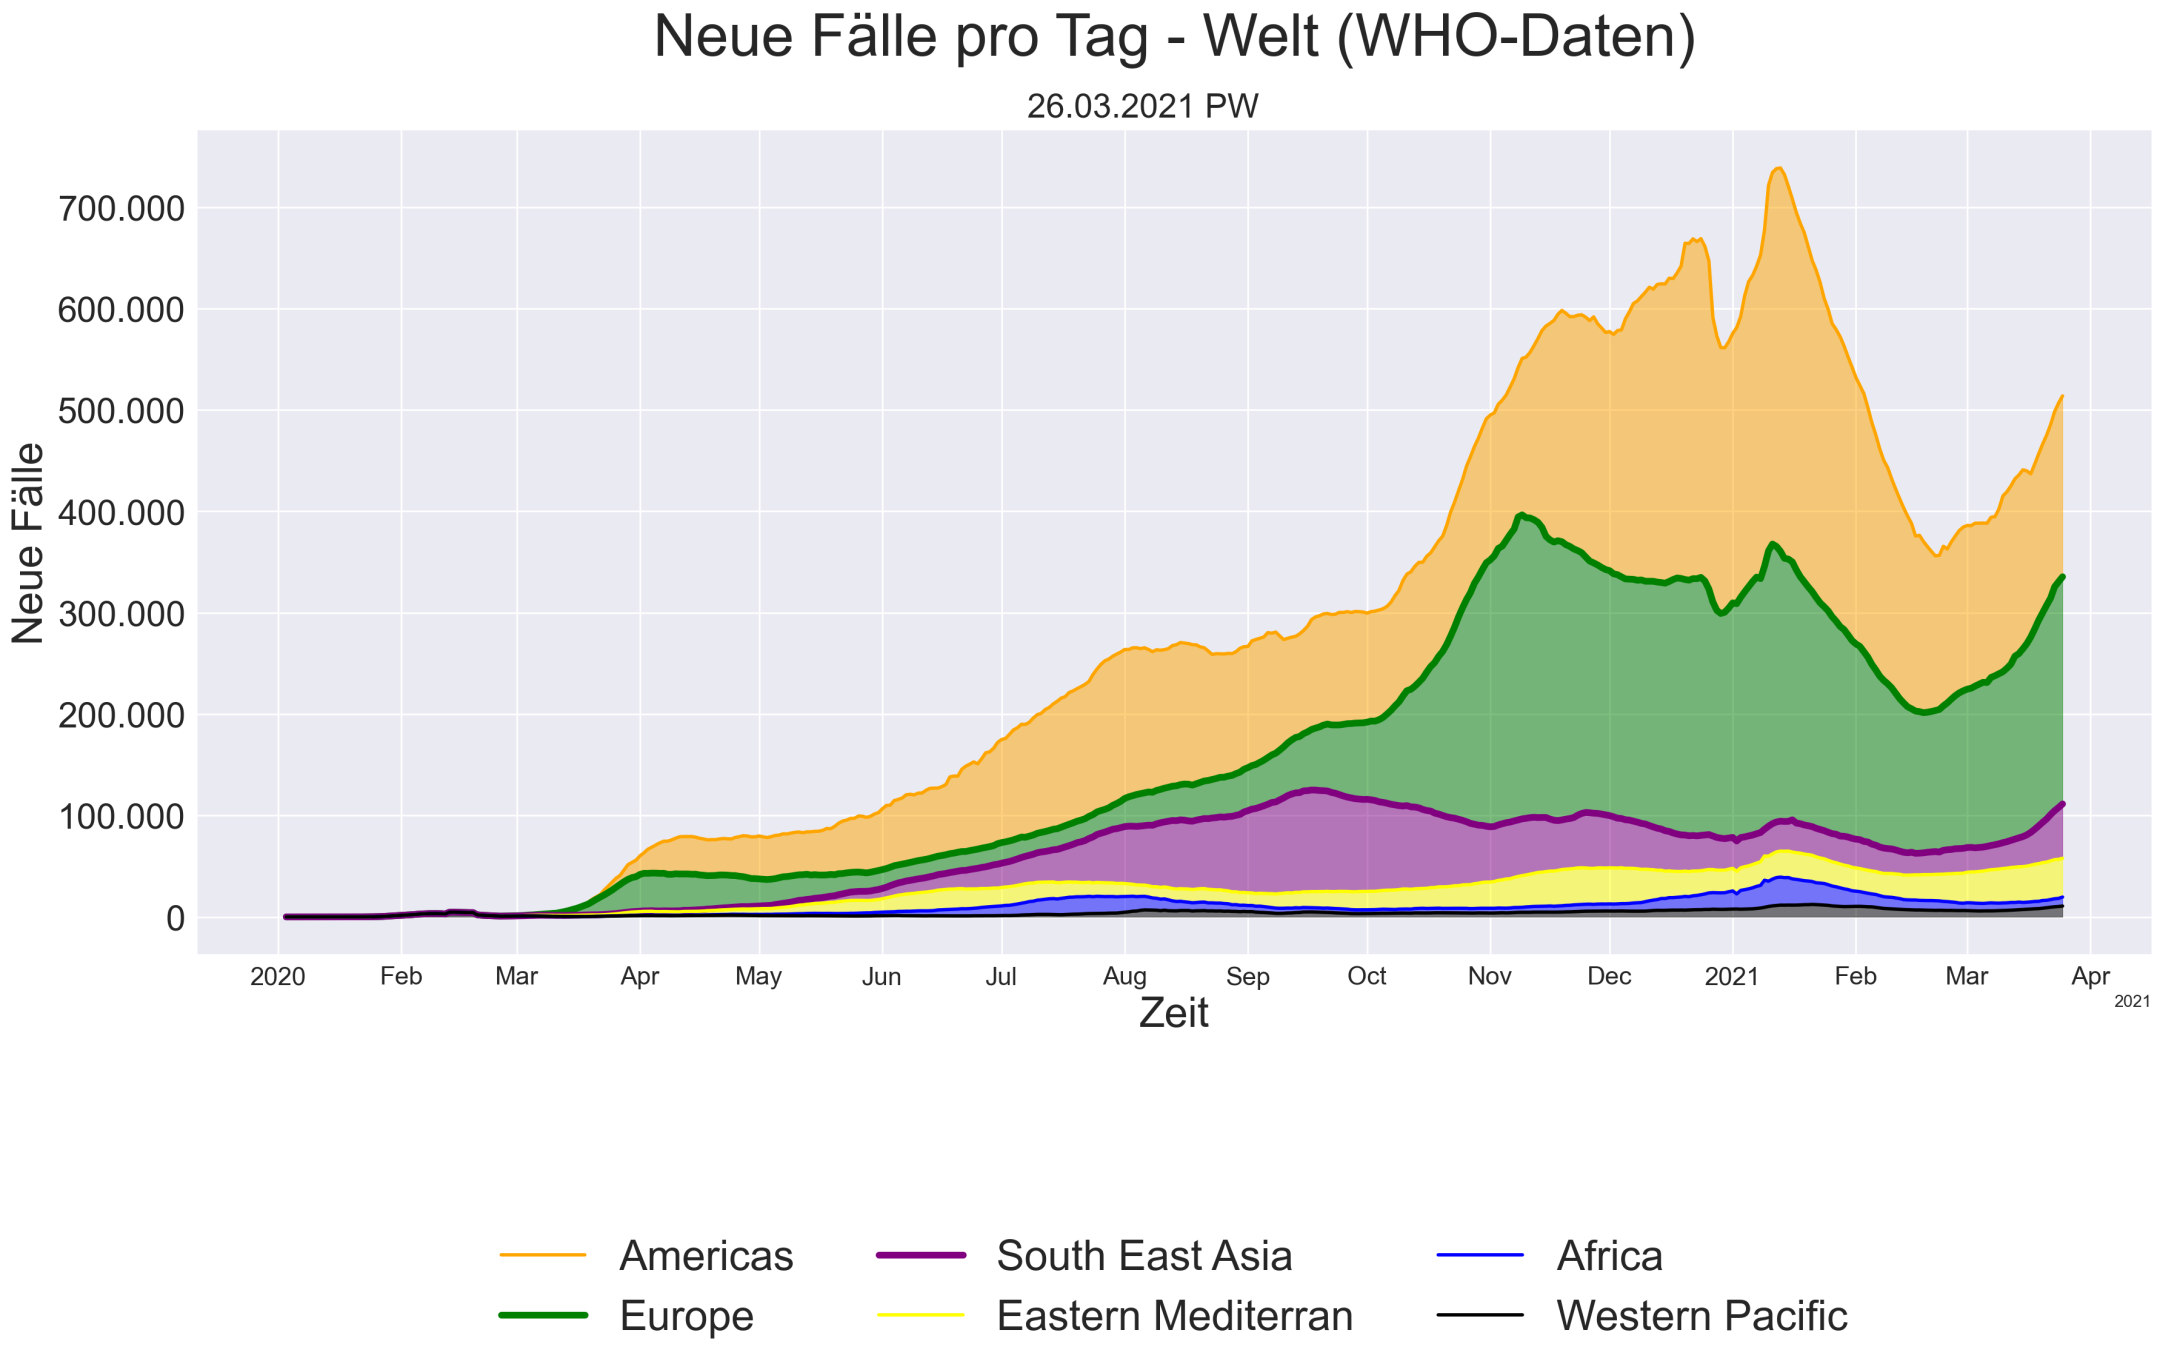 Neue Fälle pro Tag - Welt (WHO-Daten)
26.03.2021 PW
Neue Fälle
700.000
600.000
500.000
400.000
300.000
200.000
100.000
0
2020 Feb Mar Apr May Jun Jul Aug Sep Oct Nov Dec 2021 Feb Mar Apr
2021
Zeit
Americas South East Asia Africa
Europe Eastern Mediterran Western Pacific